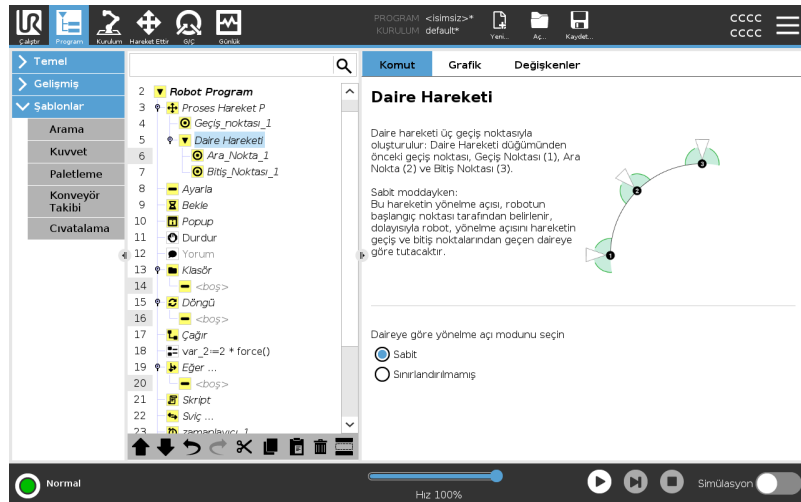 UR
Çalıştır
Program
Kurulum
Hareket Ettir
G/Ç
Günlük
PROGRAM <isimsiz>*
KURULUM default*
Yeni...
Aç...
Kaydet...
cccc
cccc
Temel
Gelişmiş
Şablonlar
Arama
Kuvvet
Paletleme
Konveyör
Takibi
Cıvatalama
2 Robot Program
3 Proses Hareket P
4 Geçiş_noktası_1
5 Daire Hareketi
6 Ara_Nokta_1
7 Bitiş_Noktası_1
8 Ayarla
9 Bekle
10 Popup
11 Durdur
12 Yorum
13 Klasör
14 <boş>
15 Döngü
16 <boş>
17 Çağır
18 var_2≔2 * force()
19 Eğer ...
20 <boş>
21 Skript
22 Sviç ...
23 zamanlayıcı_1
Komut
Grafik
Değişkenler
Daire Hareketi
Daire hareketi üç geçiş noktasıyla
oluşturulur: Daire Hareketi düğümünden
önceki geçiş noktası, Geçiş Noktası (1), Ara
Nokta (2) ve Bitiş Noktası (3).
Sabit moddayken:
Bu hareketin yönelme açısı, robotun
başlangıç noktası tarafından belirlenir,
dolayısıyla robot, yönelme açısını hareketin
geçiş ve bitiş noktalarından geçen daireye
göre tutacaktır.
1
2
3
Daireye göre yönelme açı modunu seçin
Sabit
Sınırlandırılmamış
Normal
Hız 100%
Simülasyon